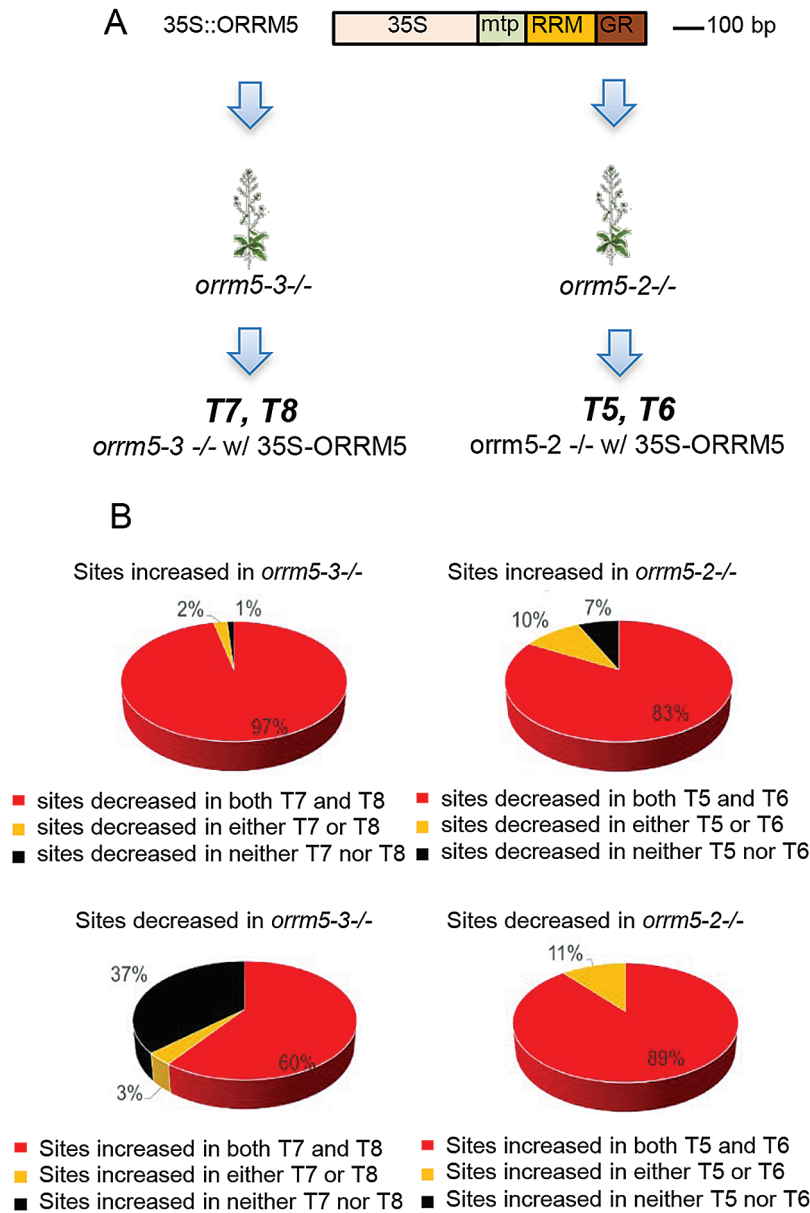 A
35S::ORRM5
35S mtp RRM GR
100 bp
orrm5-3-/-
orrm5-2-/-
T7, T8
orrm5-3 -/- w/ 35S-ORRM5
T5, T6
orrm5-2 -/- w/ 35S-ORRM5
B
Sites increased in orrm5-3-/-
2%
1%
97%
sites decreased in both T7 and T8
sites decreased in either T7 or T8
sites decreased in neither T7 nor T8
Sites increased in orrm5-2-/-
10%
7%
83%
sites decreased in both T5 and T6
sites decreased in either T5 or T6
sites decreased in neither T5 nor T6
Sites decreased in orrm5-3-/-
37%
60%
3%
Sites increased in both T7 and T8
Sites increased in either T7 or T8
Sites increased in neither T7 nor T8
Sites decreased in orrm5-2-/-
11%
89%
Sites increased in both T5 and T6
Sites increased in either T5 or T6
Sites increased in neither T5 nor T6